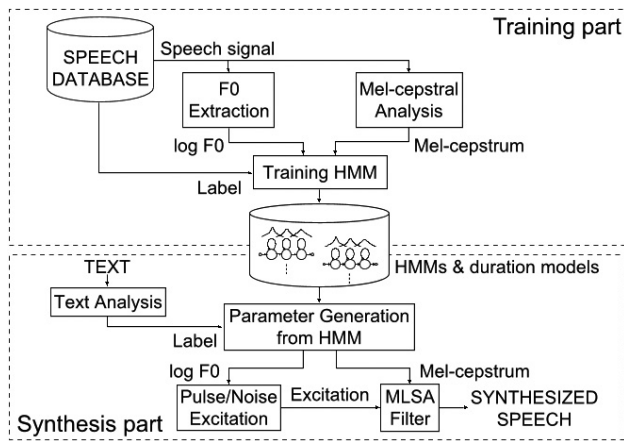 Training part
Speech signal
SPEECH
DATABASE
F0
Extraction
Mel-cepstral
Analysis
log F0
Mel-cepstrum
Label
Training HMM
HMMs & duration models
TEXT
Text Analysis
Label
Parameter Generation
from HMM
log F0
Mel-cepstrum
Pulse/Noise
Excitation
Excitation
MLSA
Filter
SYNTHESIZED
SPEECH
Synthesis part